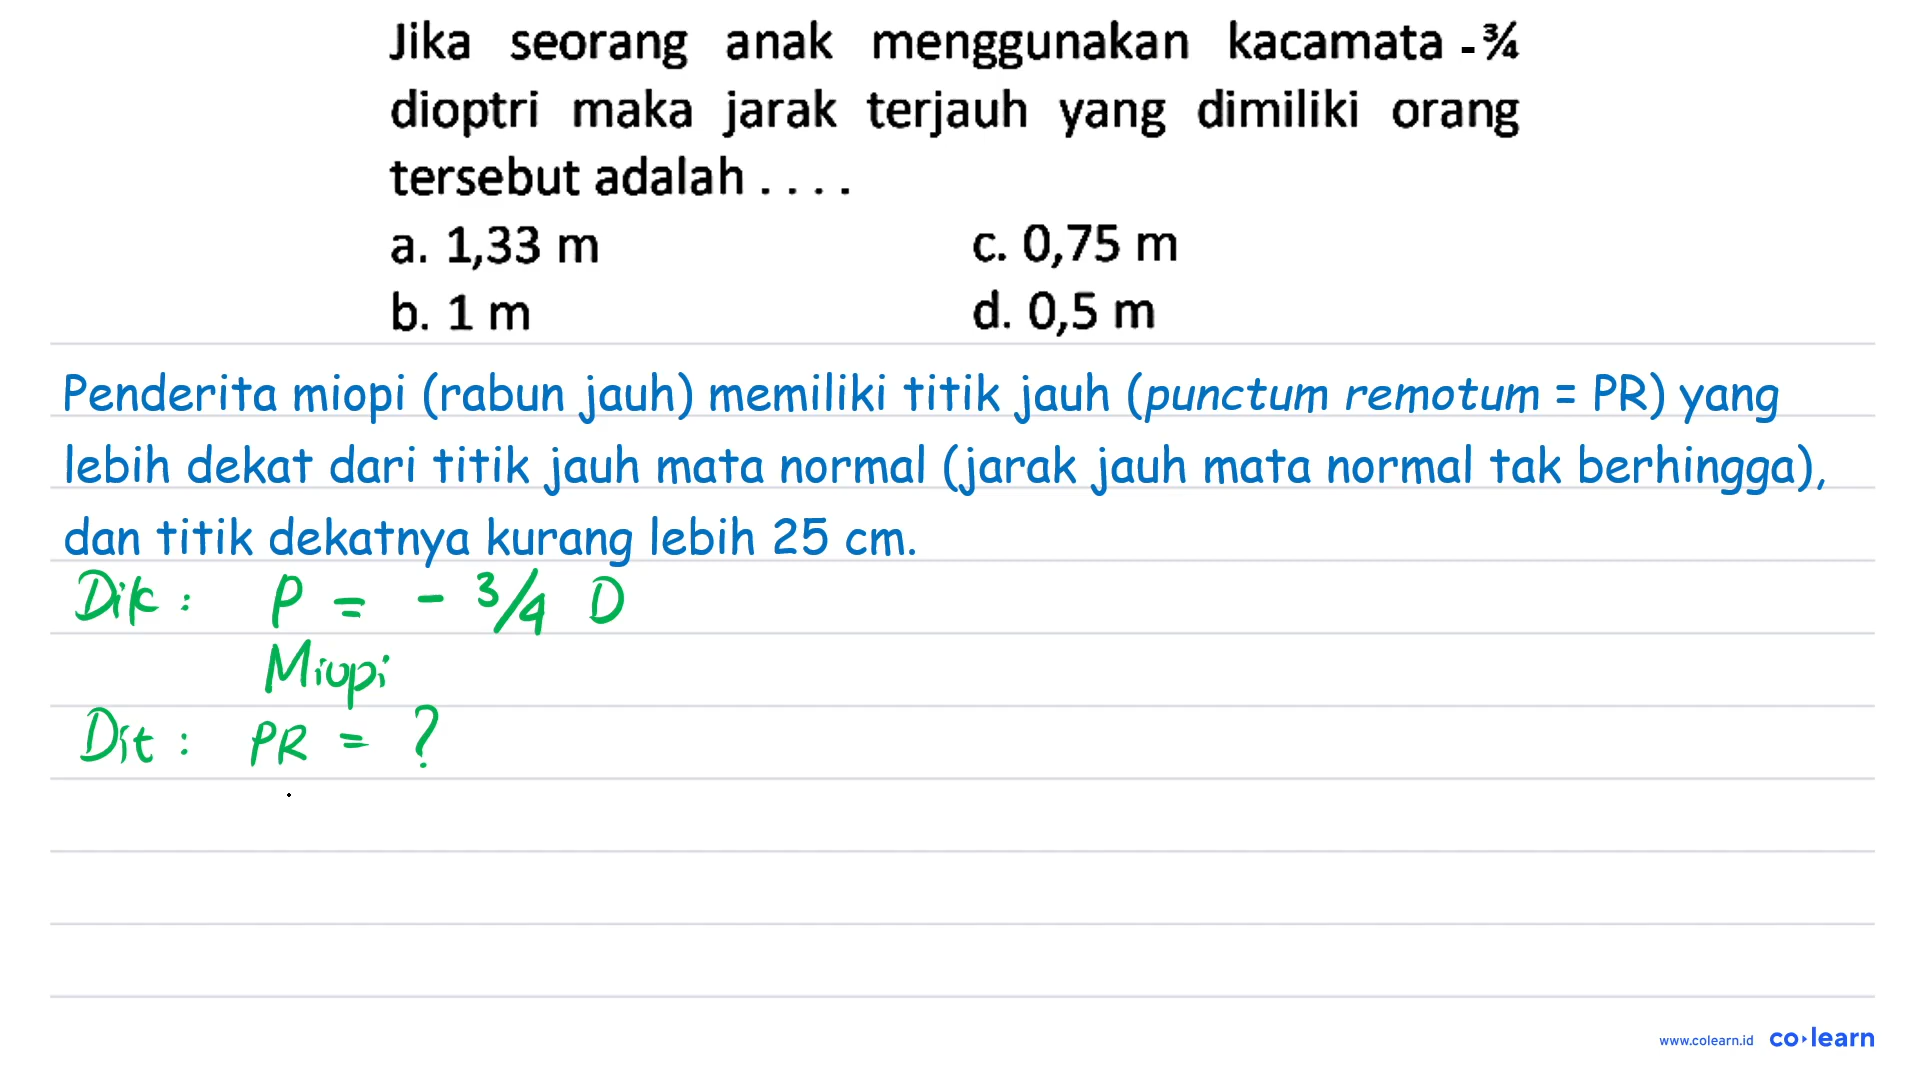 Jika seorang anak menggunakan kacamata -¾
dioptri maka jarak terjauh yang dimiliki orang
tersebut adalah . . . .
a. 1,33 m c. 0,75 m
b. 1 m d. 0,5 m
Penderita miopi (rabun jauh) memiliki titik jauh (punctum remotum = PR) yang
lebih dekat dari titik jauh mata normal (jarak jauh mata normal tak berhingga),
dan titik dekatnya kurang lebih 25 cm.
Dik : P = - 3/4 D
Miopi
Dit : PR = ?
www.colearn.id co learn